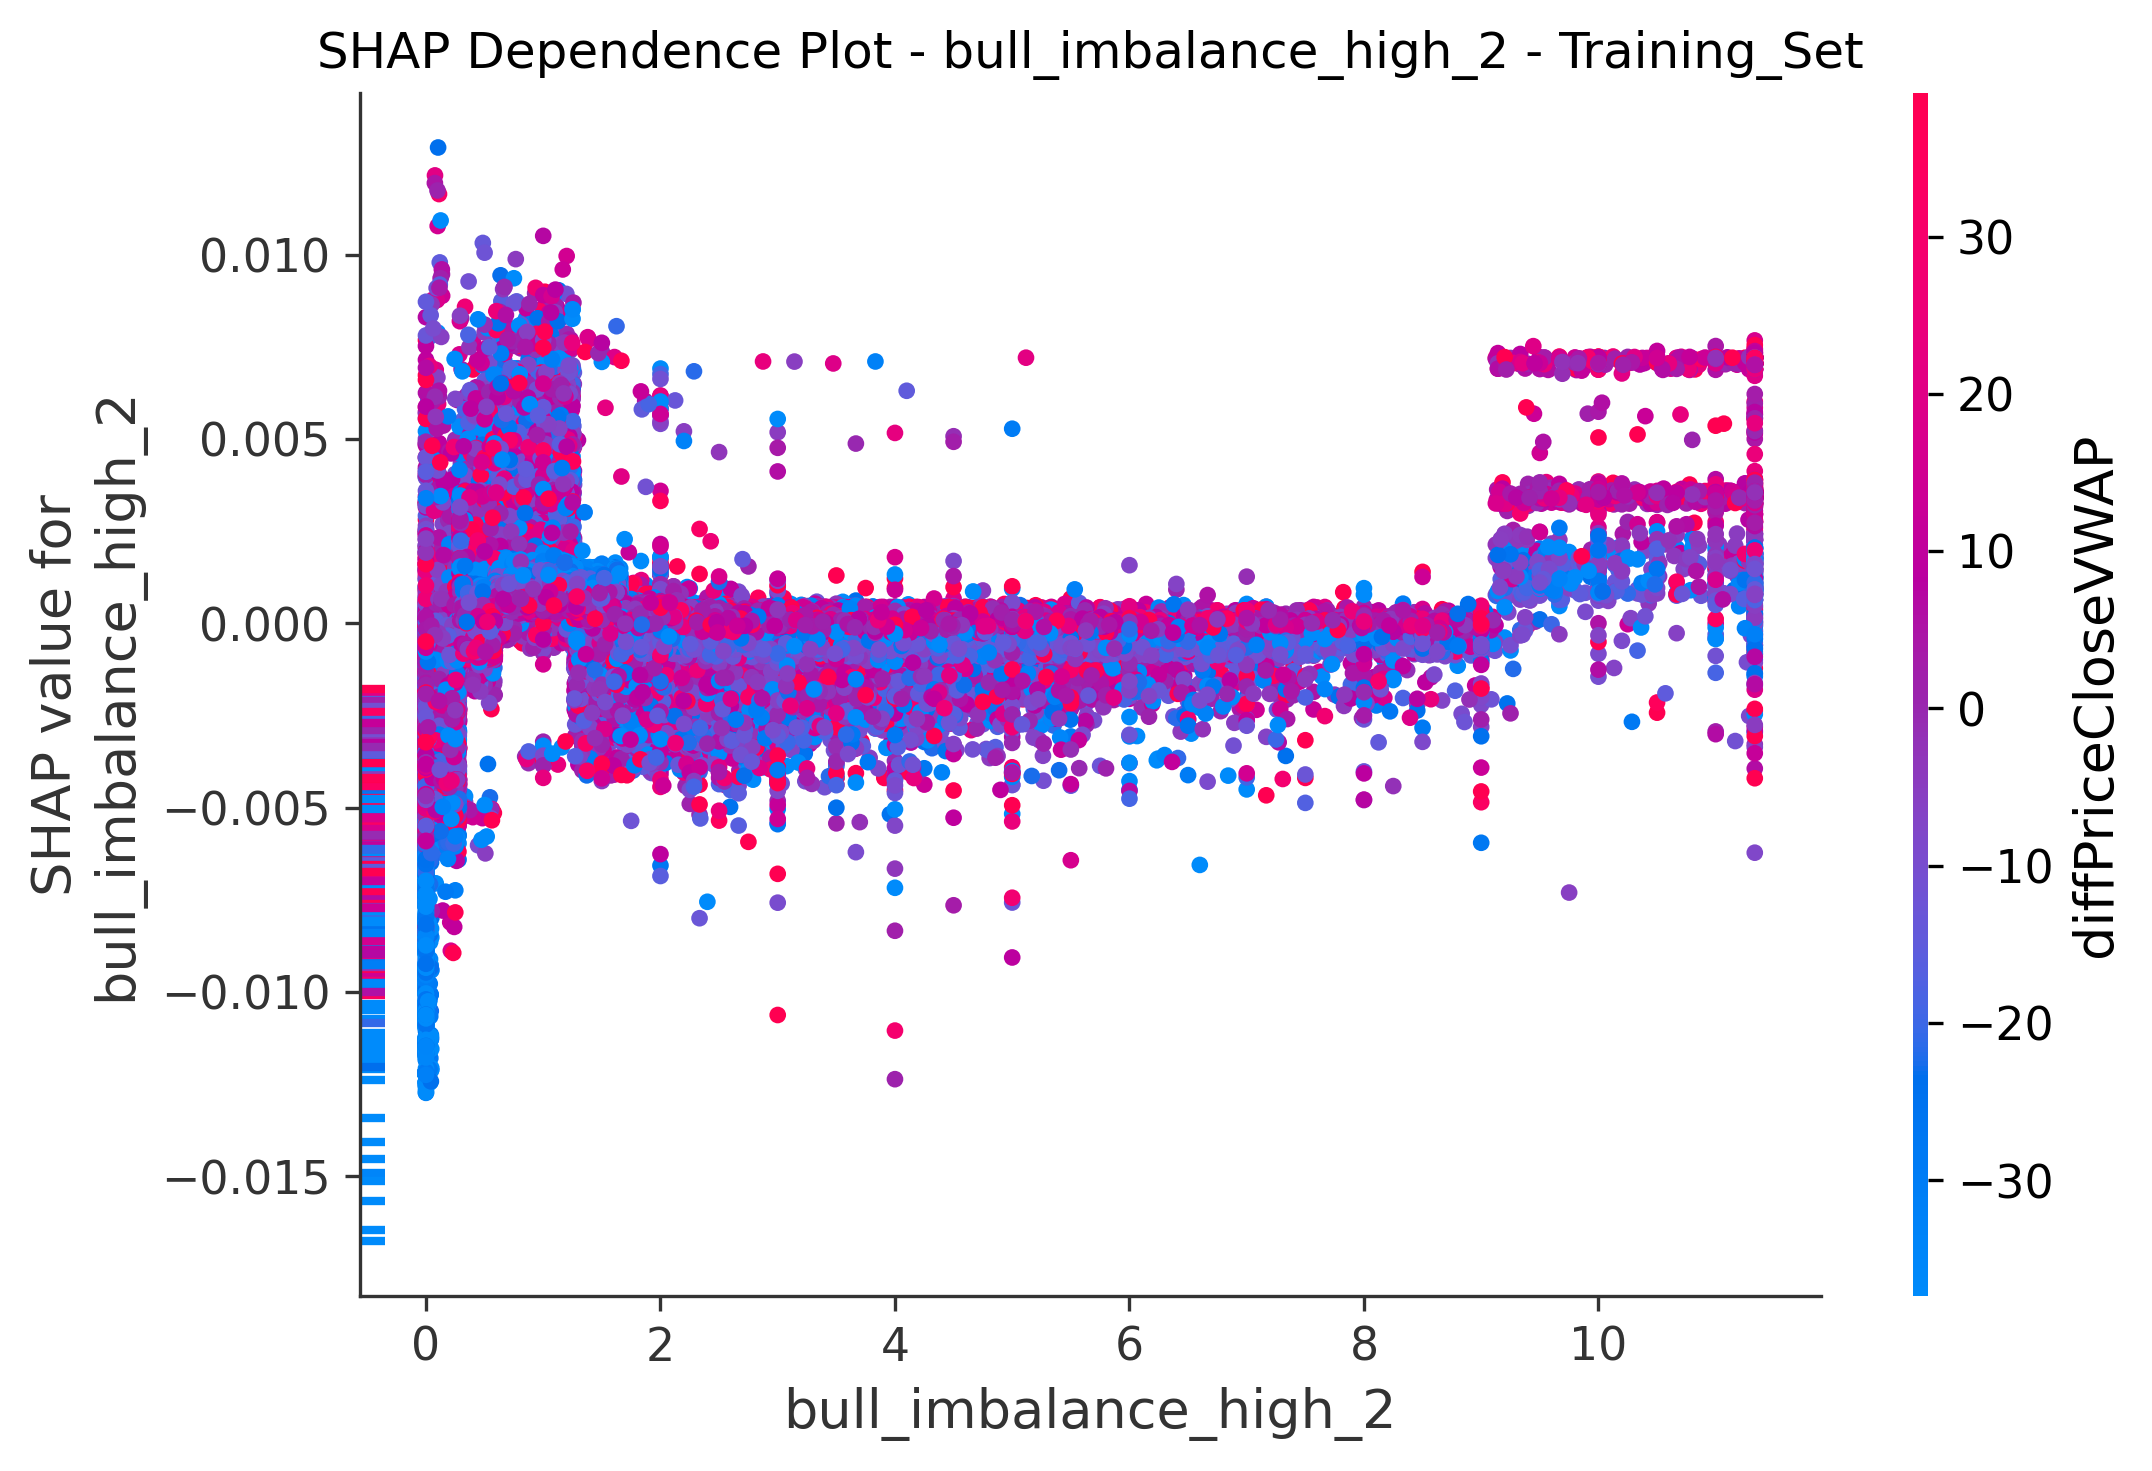 SHAP Dependence Plot - bull_imbalance_high_2 - Training_Set
SHAP value for
bull_imbalance_high_2
0.010
0.005
0.000
−0.005
−0.010
−0.015
0 2 4 6 8 10
bull_imbalance_high_2
30
20
10
0
−10
−20
−30
diffPriceCloseVWAP